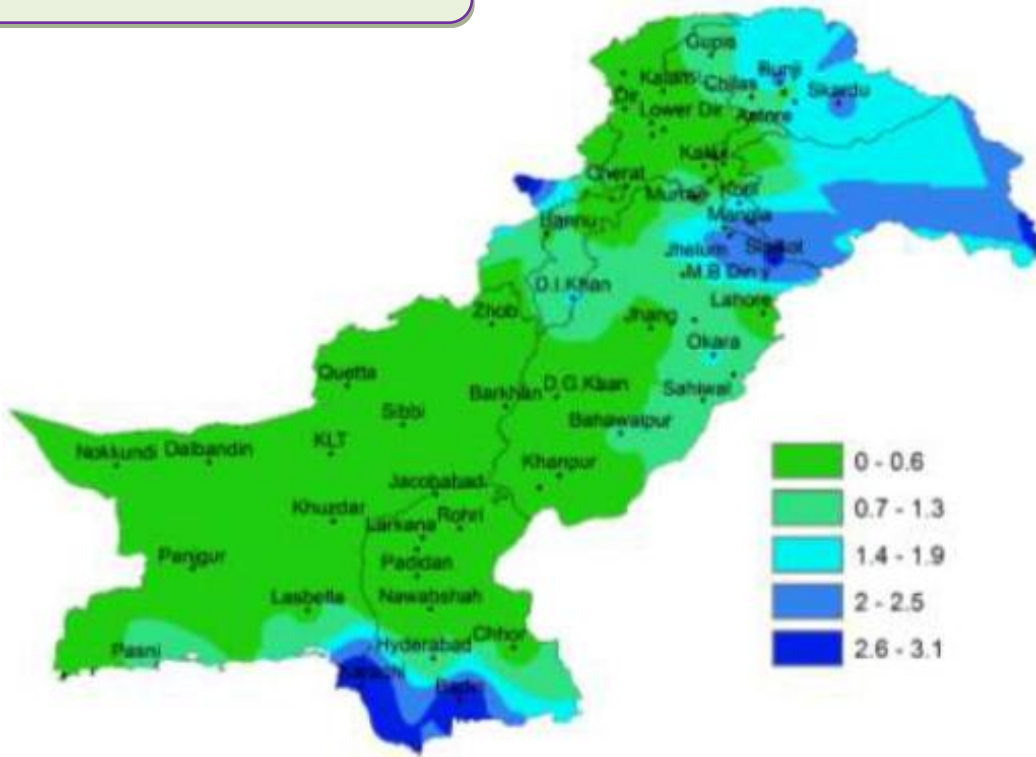 Gupis
Kalam
Chilas
Bunji
Skardu
Dir
Lower Dir
Astore
Cherat
Murree
Kotli
Bannu
Mangla
Jhelum
Sialkot
M.B Din
D.I.Khan
Lahore
Zhob
Jhang
Okara
Quetta
Barkhan
D.G.Khan
Sahiwal
Sibbi
Bahawalpur
Nokkundi
Dalbandin
KLT
Khanpur
Jacobabad
Khuzdar
Larkana
Rohri
Panjgur
Padidan
Lasbella
Nawabshah
Pasni
Hyderabad
Chhor
Karachi
Badin
0 - 0.6
0.7 - 1.3
1.4 - 1.9
2 - 2.5
2.6 - 3.1